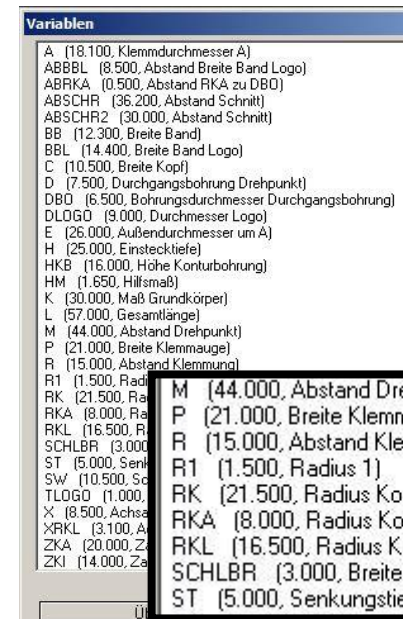 Variablen
A (18.100, Klemmdurchmesser A)
ABBBL (8.500, Abstand Breite Band Logo)
ABRKA (0.500, Abstand RKA zu DBO)
ABSCHR (36.200, Abstand Schnitt)
ABSCHR2 (30.000, Abstand Schnitt)
BB (12.300, Breite Band)
BBL (14.400, Breite Band Logo)
C (10.500, Breite Kopf)
D (7.500, Durchgangsbohrung Drehpunkt)
DBO (6.500, Bohrungsdurchmesser Durchgangsbohrung)
DLOGO (9.000, Durchmesser Logo)
E (26.000, Außendurchmesser um A)
H (25.000, Einstecktiefe)
HKB (16.000, Höhe Konturbohrung)
HM (1.650, Hilfsmaß)
K (30.000, Maß Grundkörper)
L (57.000, Gesamtlänge)
M (44.000, Abstand Drehpunkt)
P (21.000, Breite Klemmauge)
R (15.000, Abstand Klemmung)
R1 (1.500, Radi
RK (21.500, Ra
RKA (8.000, Ra
RKL (16.500, R
SCHLBR (3.000
ST (5.000, Senk
SW (10.500, Sc
TLOGO (1.000,
X (8.500, Achsa
XRKL (3.100, A
ZKA (20.000, Za
ZKI (14.000, Za
M (44.000, Abstand Dre
P (21.000, Breite Klemm
R (15.000, Abstand Kle
R1 (1.500, Radius 1)
RK (21.500, Radius Ko
RKA (8.000, Radius Ko
RKL (16.500, Radius K
SCHLBR (3.000, Breite
ST (5.000, Senkungstie